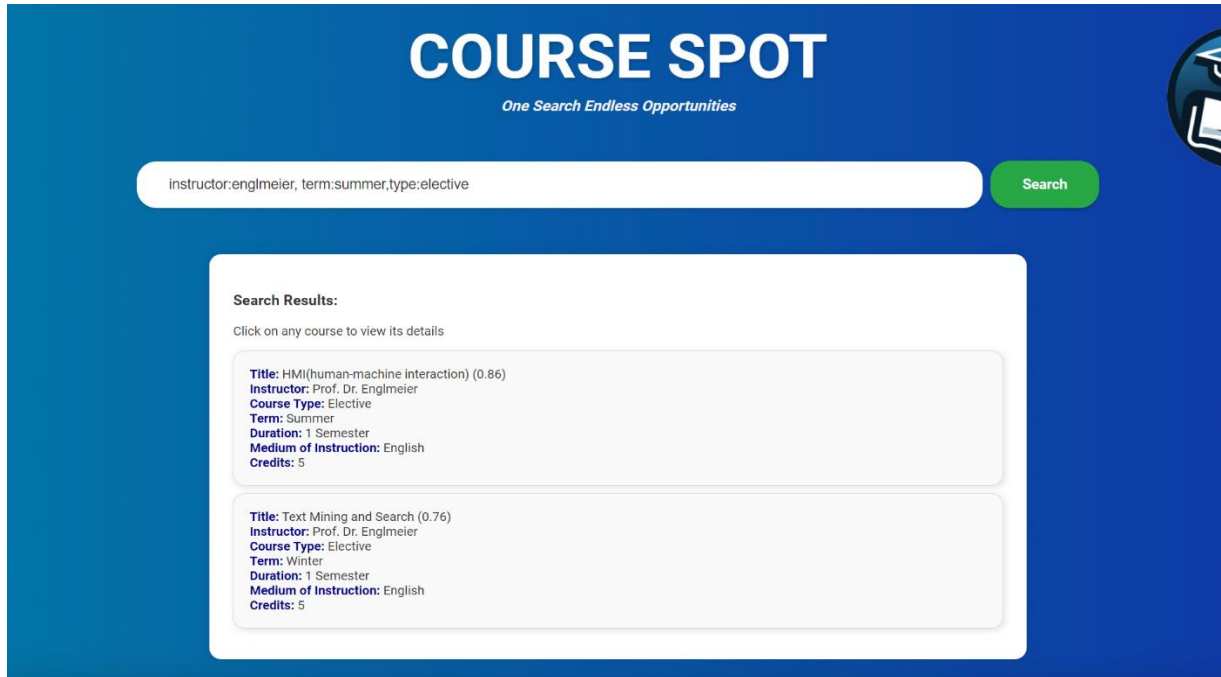 COURSE SPOT
One Search Endless Opportunities
instructor:englmeier, term:summer,type:elective
Search
Search Results:
Click on any course to view its details
Title: HMI(human-machine interaction) (0.86)
Instructor: Prof. Dr. Englmeier
Course Type: Elective
Term: Summer
Duration: 1 Semester
Medium of Instruction: English
Credits: 5
Title: Text Mining and Search (0.76)
Instructor: Prof. Dr. Englmeier
Course Type: Elective
Term: Winter
Duration: 1 Semester
Medium of Instruction: English
Credits: 5